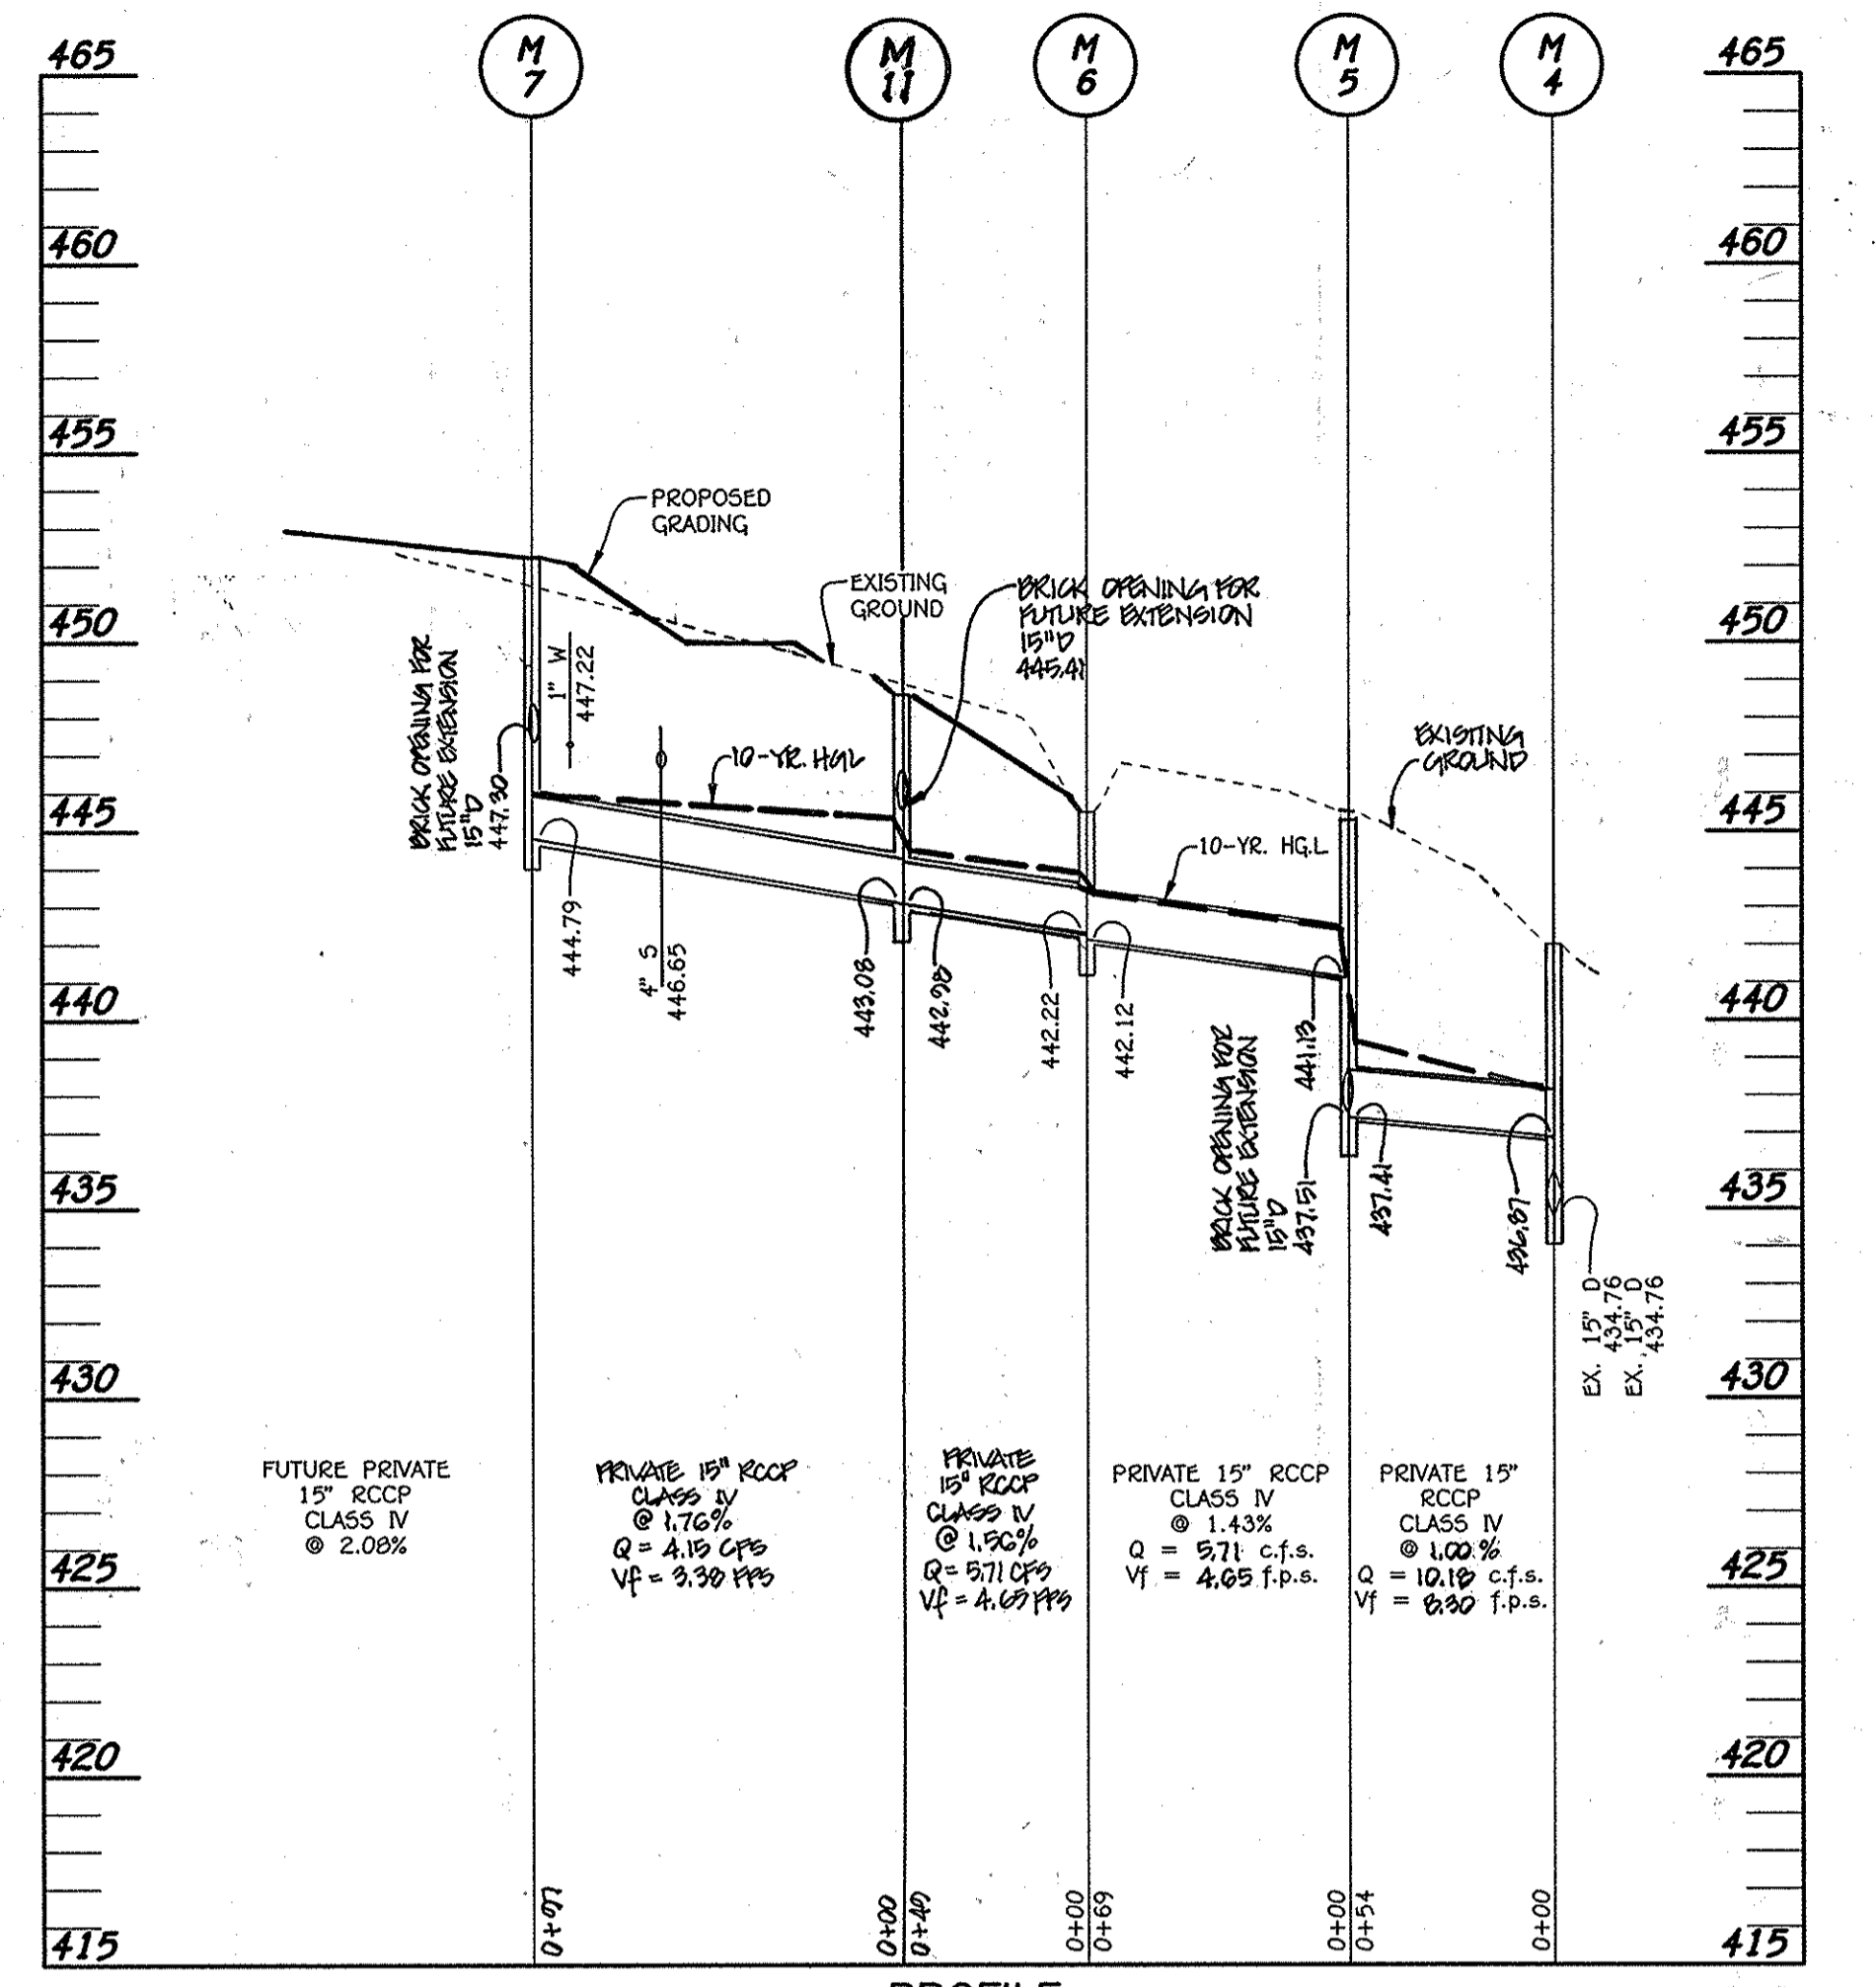 M
7
M
11
M
6
M
5
M
4
465
460
455
450
445
440
435
430
425
420
415
465
460
455
450
445
440
435
430
425
420
415
PROPOSED
GRADING
EXISTING
GROUND
BRICK OPENING FOR
FUTURE EXTENSION
15"D
445.41
BRICK OPENING FOR
FUTURE EXTENSION
15"D
447.30
1" W
447.22
10-YR. HGL
EXISTING
GROUND
10-YR. HG.L
444.79
4" S
446.65
443.08
442.98
442.22
442.12
BRICK OPENING FOR
FUTURE EXTENSION
15"D
437.51
441.13
437.41
436.87
EX. 15" D
434.76
EX. 15" D
434.76
FUTURE PRIVATE
15" RCCP
CLASS IV
@ 2.08%
PRIVATE 15" RCCP
CLASS IV
@ 1.76%
Q = 4.15 CFS
Vf = 3.38 FPS
PRIVATE
15" RCCP
CLASS IV
@ 1.56%
Q = 5.71 CFS
Vf = 4.65 FPS
PRIVATE 15" RCCP
CLASS IV
@ 1.43%
Q = 5.71 c.f.s.
Vf = 4.65 f.p.s.
PRIVATE 15"
RCCP
CLASS IV
@ 1.00 %
Q = 10.18 c.f.s.
Vf = 8.30 f.p.s.
0+97
0+00
0+49
0+00
0+69
0+00
0+54
0+00
PROFILE